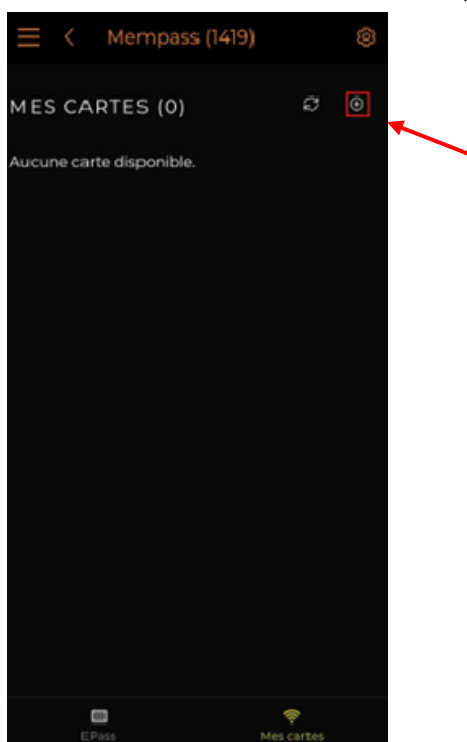 Mempass (1419)
MES CARTES (0)
Aucune carte disponible.
EPass
Mes cartes